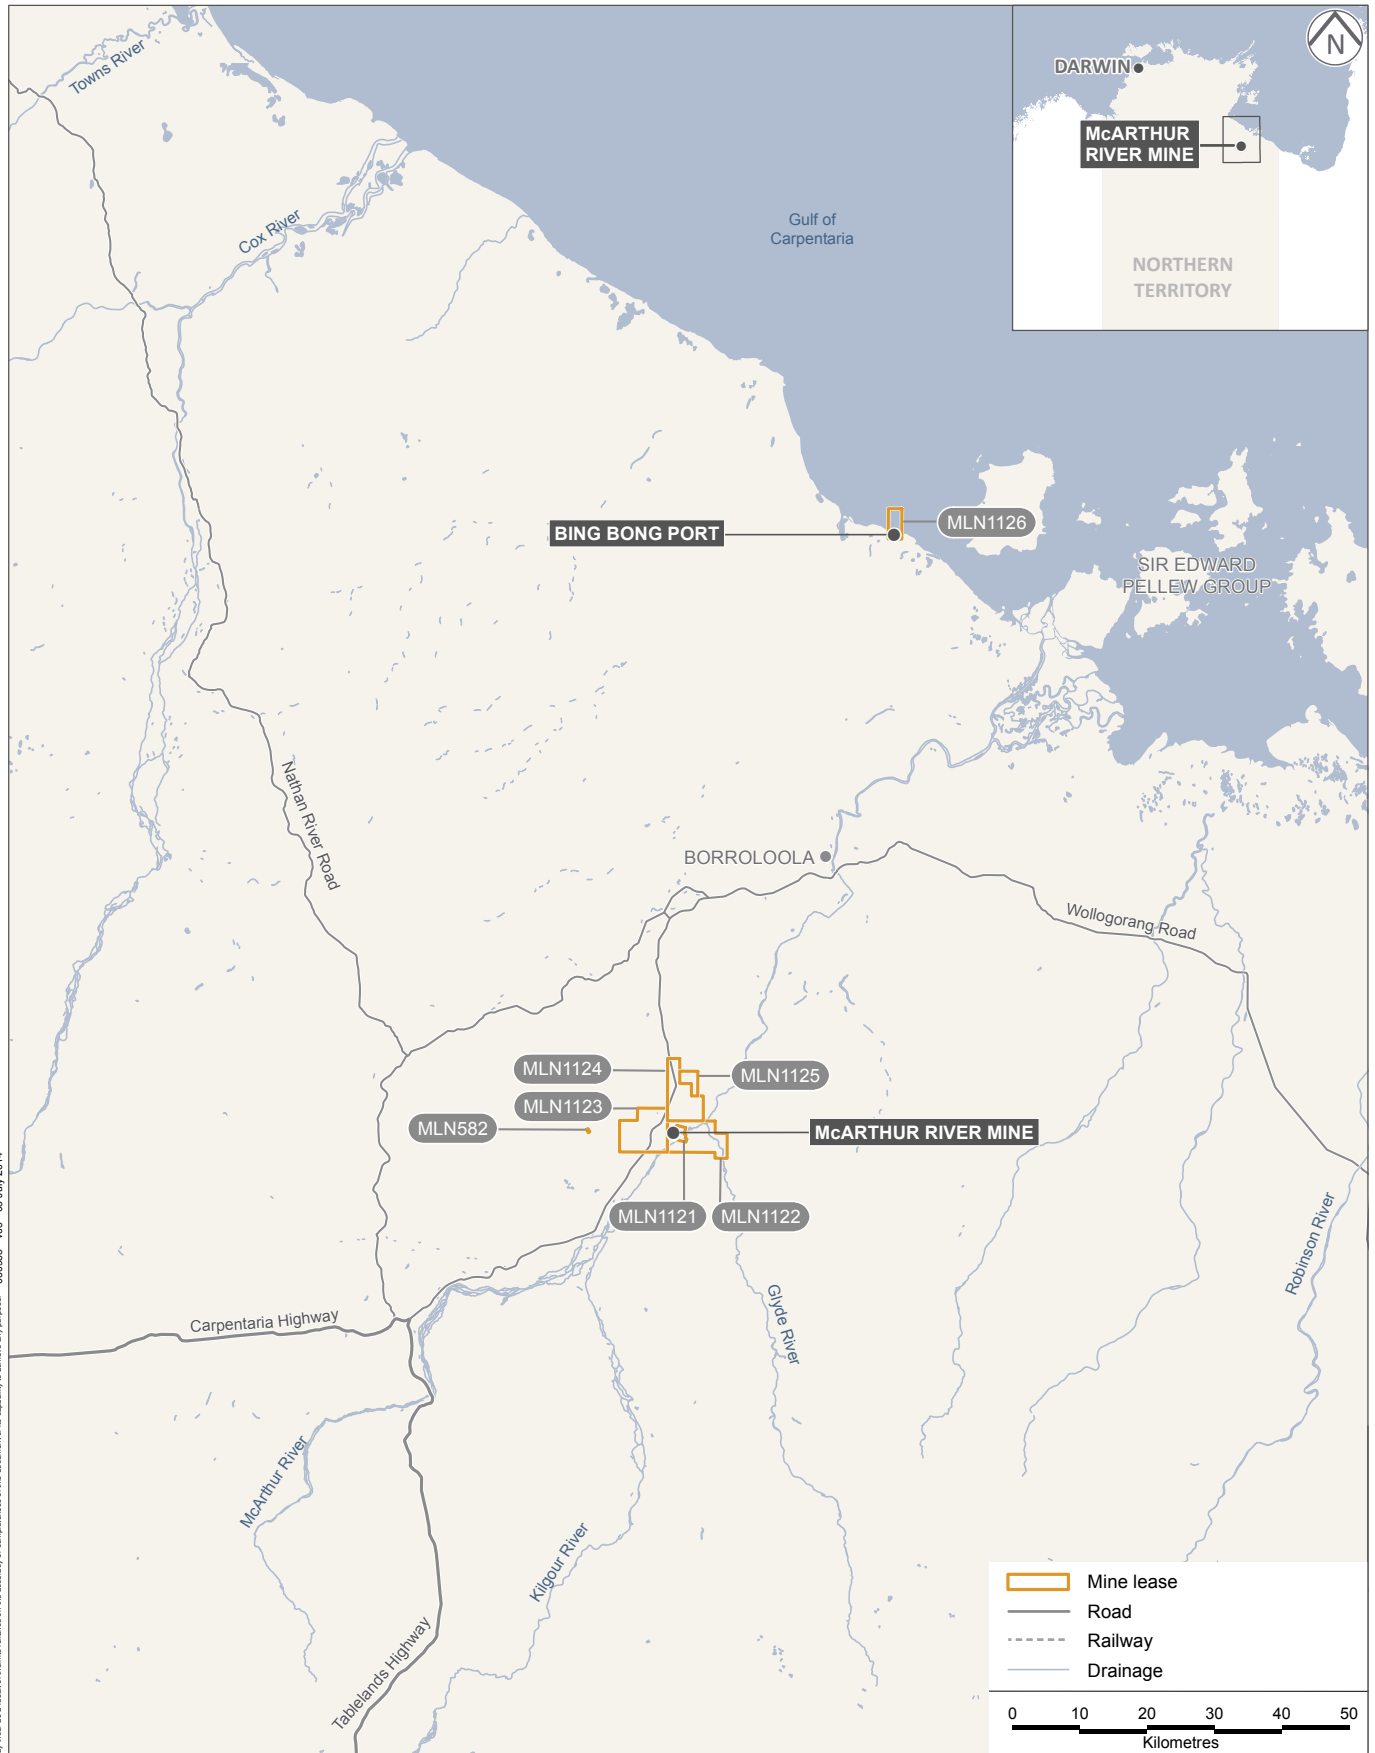 Towns River
N
DARWIN
McARTHUR
RIVER MINE
NORTHERN
TERRITORY
Cox River
Gulf of
Carpentaria
BING BONG PORT
MLN1126
SIR EDWARD
PELLEW GROUP
Nathan River Road
BORROLOOLA
Wollogorang Road
MLN1124
MLN1125
MLN1123
MLN582
McARTHUR RIVER MINE
MLN1121
MLN1122
Robinson River
Glyde River
Carpentaria Highway
McArthur River
Kilgour River
Tablelands Highway
Mine lease
Road
Railway
Drainage
0 10 20 30 40 50
Kilometres